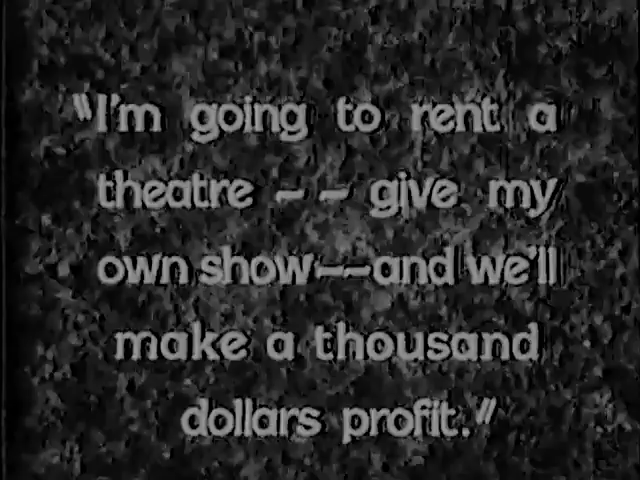 "I'm going to rent a
theatre -- give my
own show--and we'll
make a thousand
dollars profit."